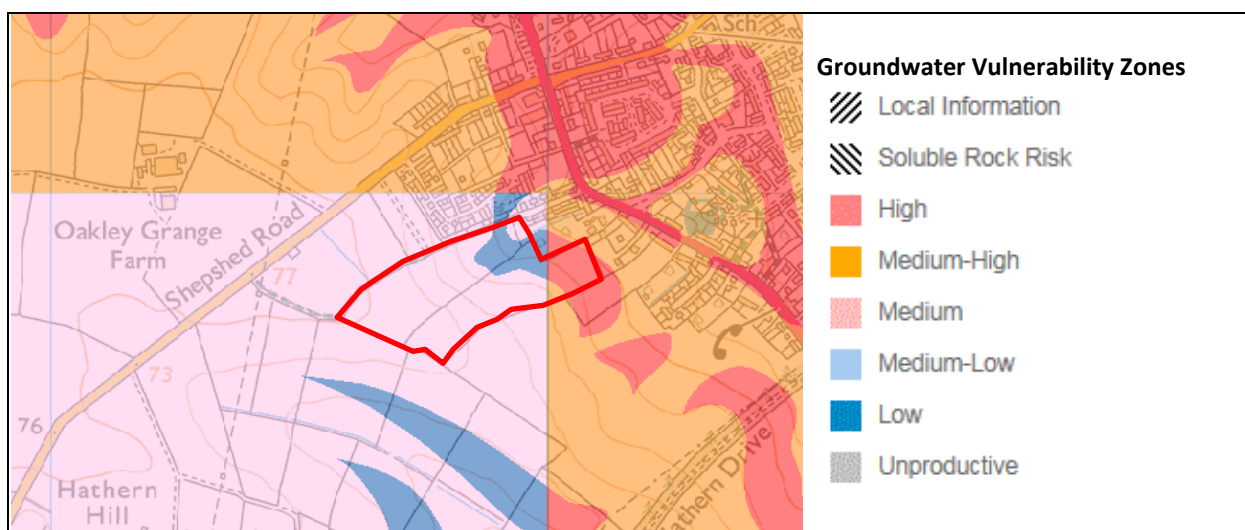 Sch
Oakley Grange
Farm
Shepshed Road
77
73
76
Hathern
Hill
Hathern Drive
Groundwater Vulnerability Zones
Local Information
Soluble Rock Risk
High
Medium-High
Medium
Medium-Low
Low
Unproductive